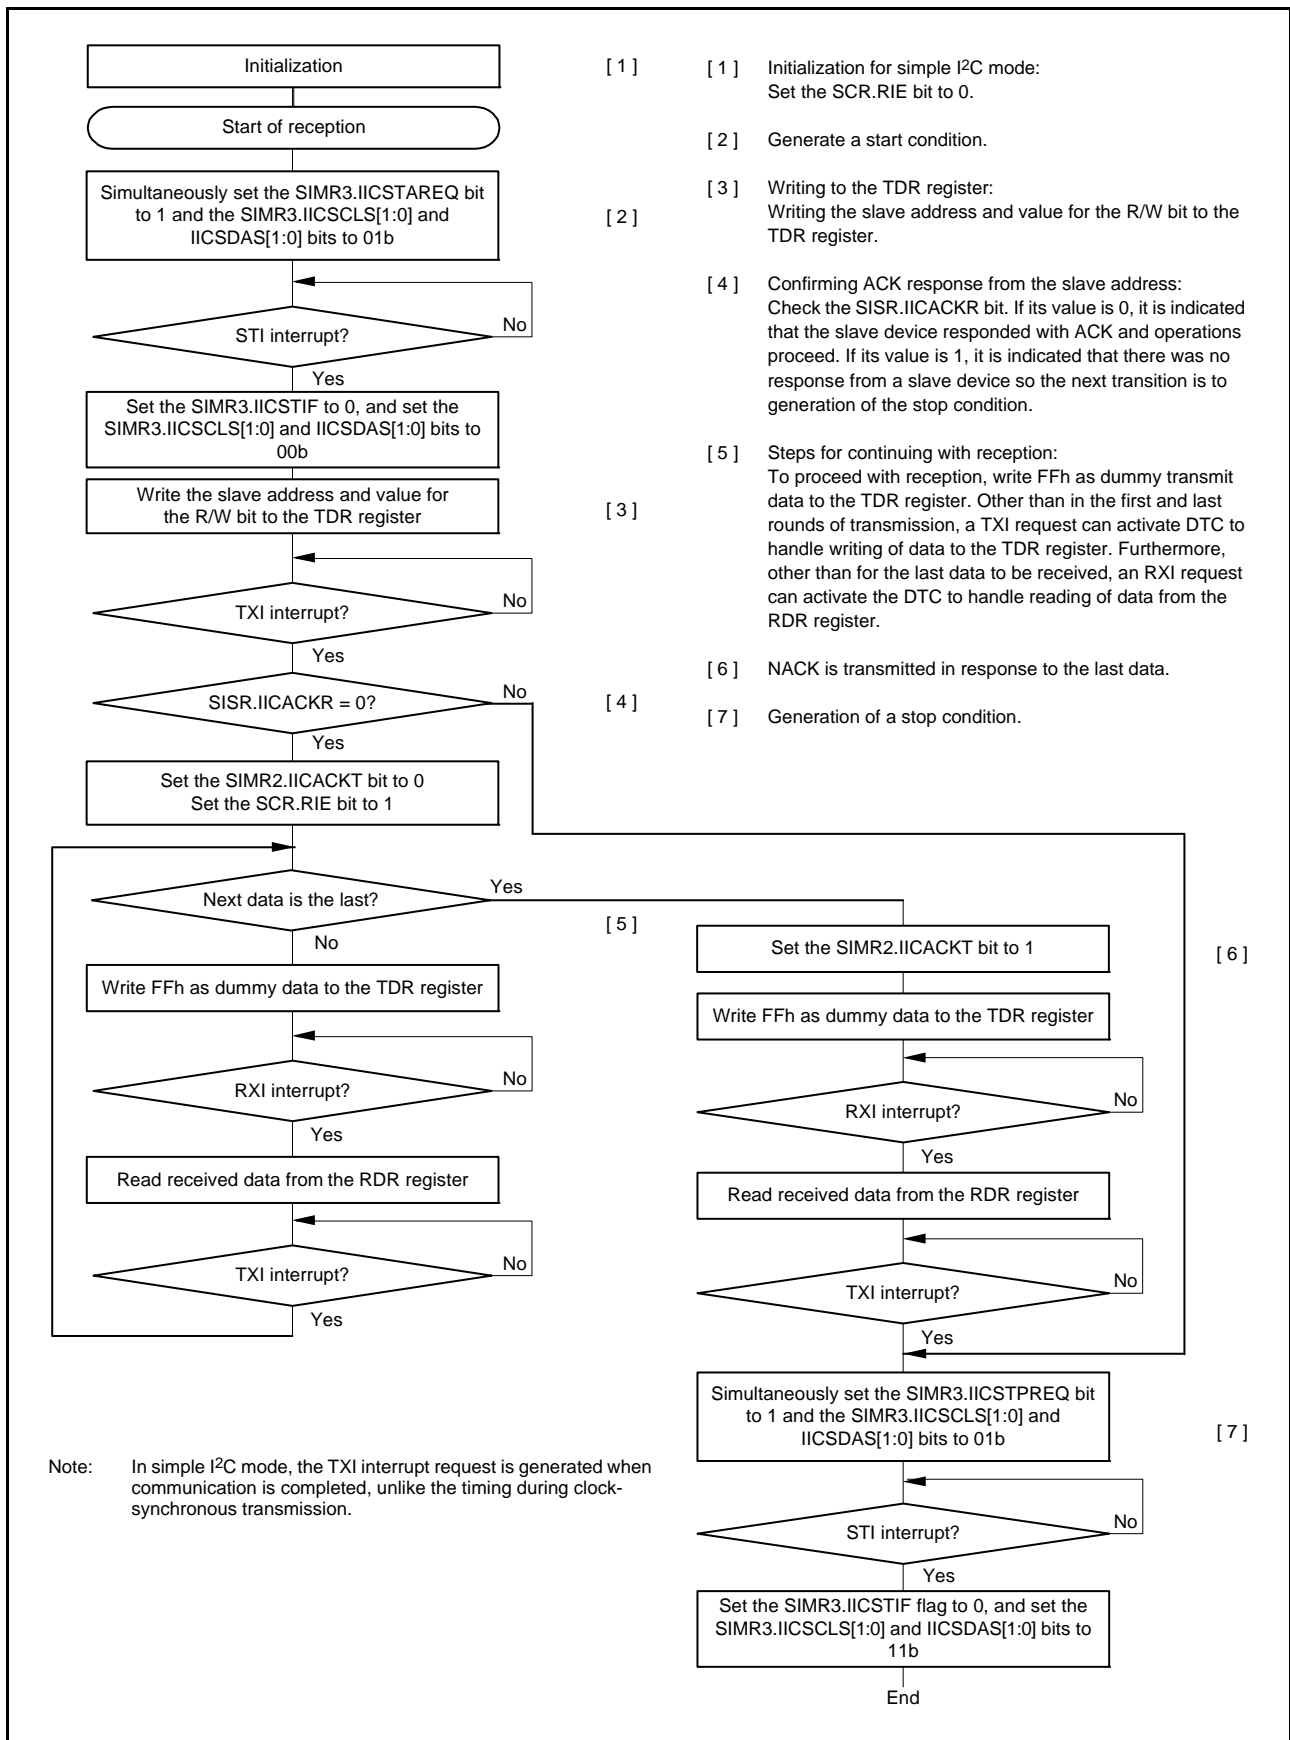 Initialization
[ 1 ]
Start of reception
Simultaneously set the SIMR3.IICSTAREQ bit
to 1 and the SIMR3.IICSCLS[1:0] and
IICSDAS[1:0] bits to 01b
[ 2 ]
STI interrupt?
No
Yes
Set the SIMR3.IICSTIF to 0, and set the
SIMR3.IICSCLS[1:0] and IICSDAS[1:0] bits to
00b
Write the slave address and value for
the R/W bit to the TDR register
[ 3 ]
TXI interrupt?
No
Yes
SISR.IICACKR = 0?
No
[ 4 ]
Yes
Set the SIMR2.IICACKT bit to 0
Set the SCR.RIE bit to 1
Next data is the last?
Yes
[ 5 ]
No
Write FFh as dummy data to the TDR register
RXI interrupt?
No
Yes
Read received data from the RDR register
TXI interrupt?
No
Yes
[ 1 ] Initialization for simple I2C mode:
Set the SCR.RIE bit to 0.
[ 2 ] Generate a start condition.
[ 3 ] Writing to the TDR register:
Writing the slave address and value for the R/W bit to the
TDR register.
[ 4 ] Confirming ACK response from the slave address:
Check the SISR.IICACKR bit. If its value is 0, it is indicated
that the slave device responded with ACK and operations
proceed. If its value is 1, it is indicated that there was no
response from a slave device so the next transition is to
generation of the stop condition.
[ 5 ] Steps for continuing with reception:
To proceed with reception, write FFh as dummy transmit
data to the TDR register. Other than in the first and last
rounds of transmission, a TXI request can activate DTC to
handle writing of data to the TDR register. Furthermore,
other than for the last data to be received, an RXI request
can activate the DTC to handle reading of data from the
RDR register.
[ 6 ] NACK is transmitted in response to the last data.
[ 7 ] Generation of a stop condition.
Set the SIMR2.IICACKT bit to 1
[ 6 ]
Write FFh as dummy data to the TDR register
RXI interrupt?
No
Yes
Read received data from the RDR register
TXI interrupt?
No
Yes
Simultaneously set the SIMR3.IICSTPREQ bit
to 1 and the SIMR3.IICSCLS[1:0] and
IICSDAS[1:0] bits to 01b
[ 7 ]
STI interrupt?
No
Yes
Set the SIMR3.IICSTIF flag to 0, and set the
SIMR3.IICSCLS[1:0] and IICSDAS[1:0] bits to
11b
End
Note: In simple I2C mode, the TXI interrupt request is generated when
communication is completed, unlike the timing during clock-
synchronous transmission.